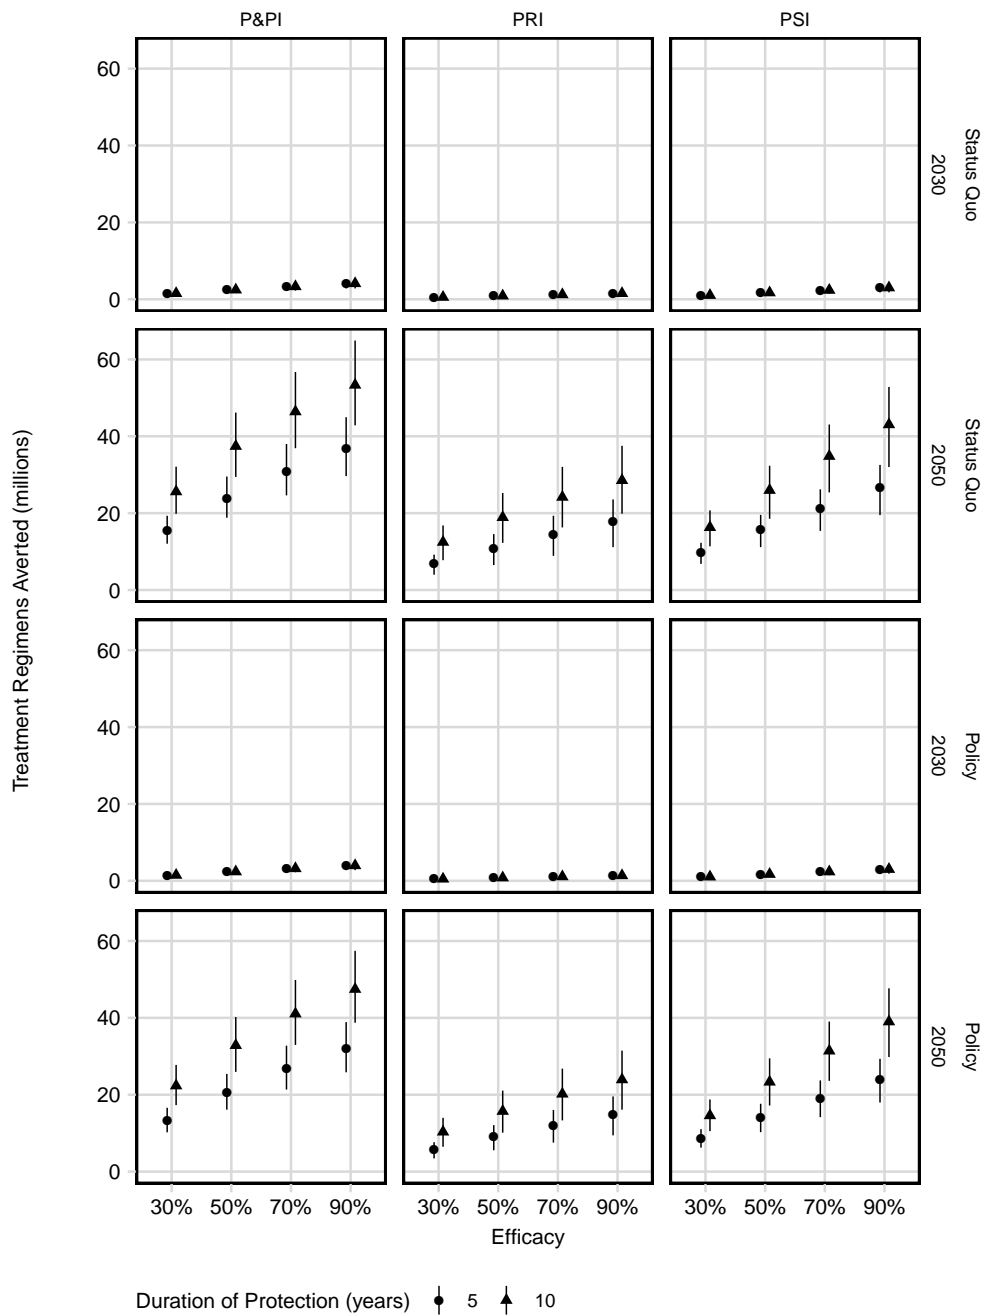 P&PI PRI PSI
60
40
20
0
Status Quo
2030
60
40
20
0
Status Quo
2050
Treatment Regimens Averted (millions)
60
40
20
0
Policy
2030
60
40
20
0
Policy
2050
30% 50% 70% 90% 30% 50% 70% 90% 30% 50% 70% 90%
Efficacy
Duration of Protection (years) 5 10